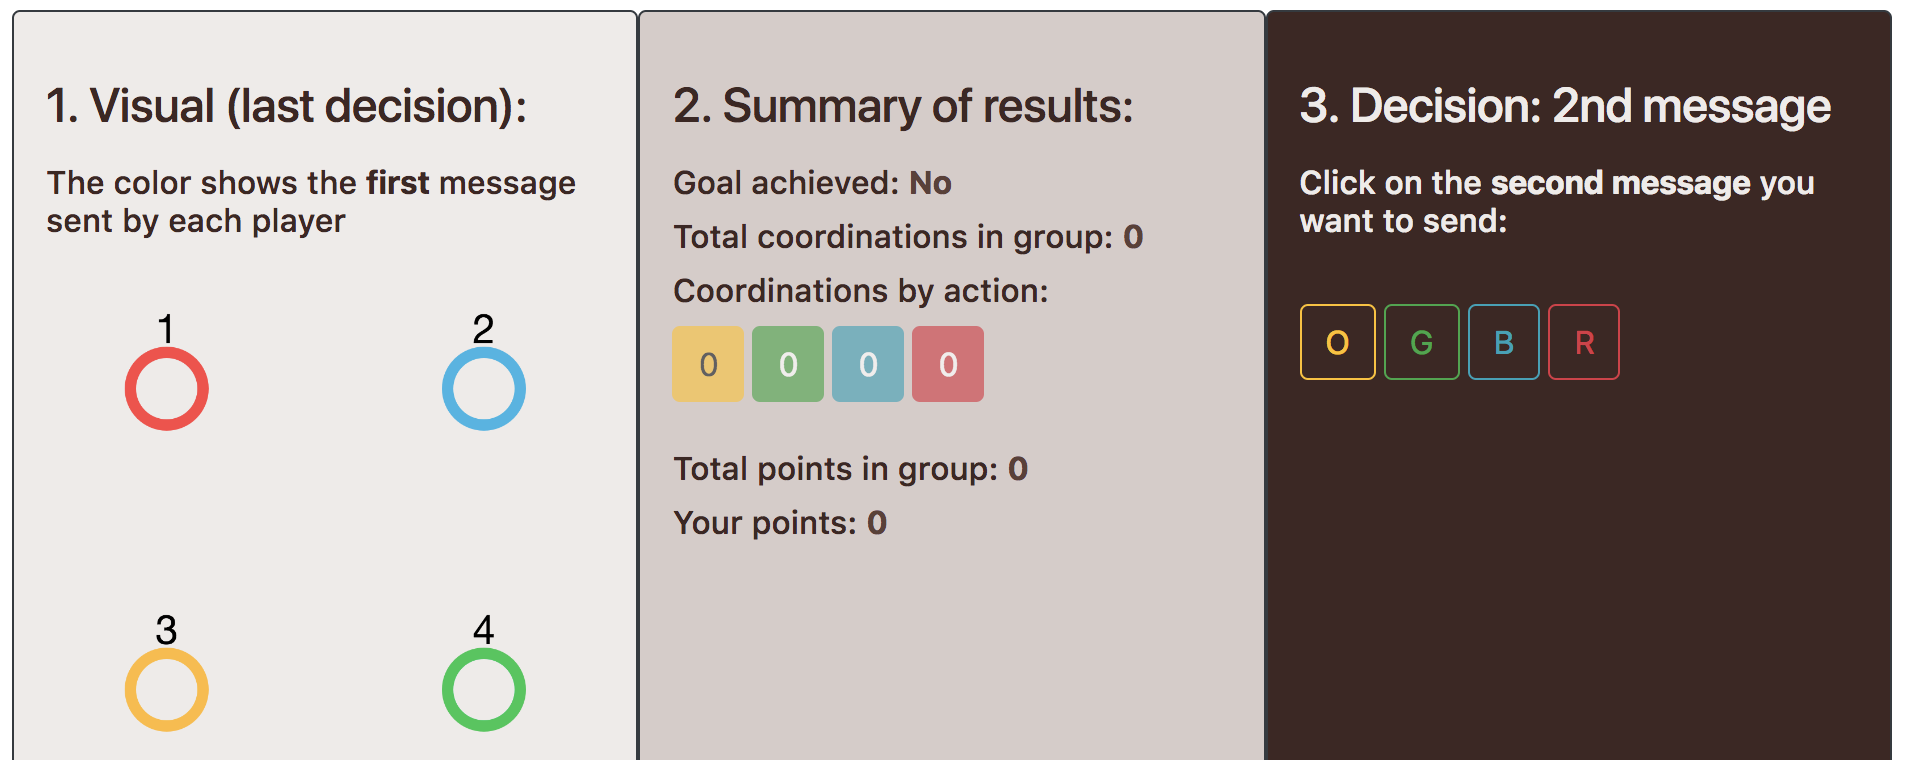 1. Visual (last decision):
The color shows the first message
sent by each player
1 2
3 4
2. Summary of results:
Goal achieved: No
Total coordinations in group: 0
Coordinations by action:
0 0 0 0
Total points in group: 0
Your points: 0
3. Decision: 2nd message
Click on the second message you
want to send:
O G B R